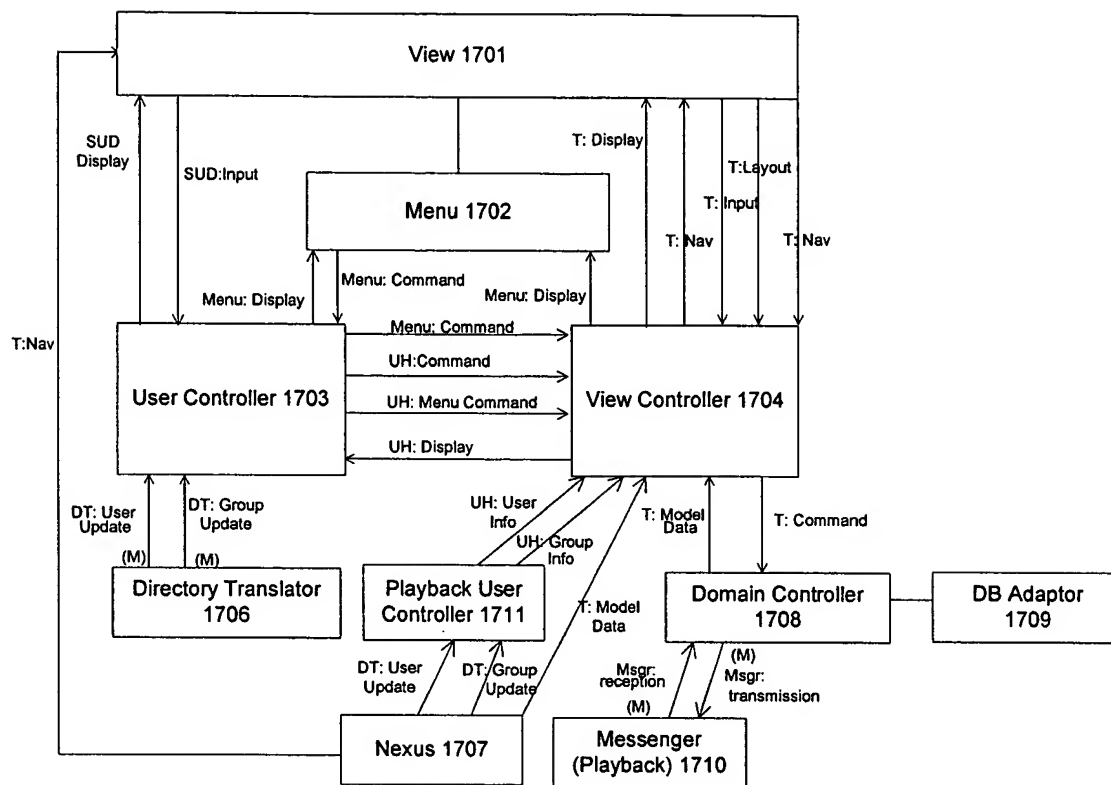 View 1701
SUD
Display
SUD:Input
T: Display
T:Layout
T: Input
T: Nav
T: Nav
Menu 1702
Menu: Display
Menu: Command
Menu: Display
T:Nav
User Controller 1703
Menu: Command
UH:Command
UH: Menu Command
UH: Display
View Controller 1704
DT: User
Update
DT: Group
Update
(M)
(M)
UH: User
Info
UH: Group
Info
T: Model
Data
T: Command
Directory Translator
1706
Playback User
Controller 1711
T: Model
Data
Domain Controller
1708
DB Adaptor
1709
DT: User
Update
DT: Group
Update
Msgr:
reception
(M)
(M)
Msgr:
transmission
Nexus 1707
Messenger
(Playback) 1710